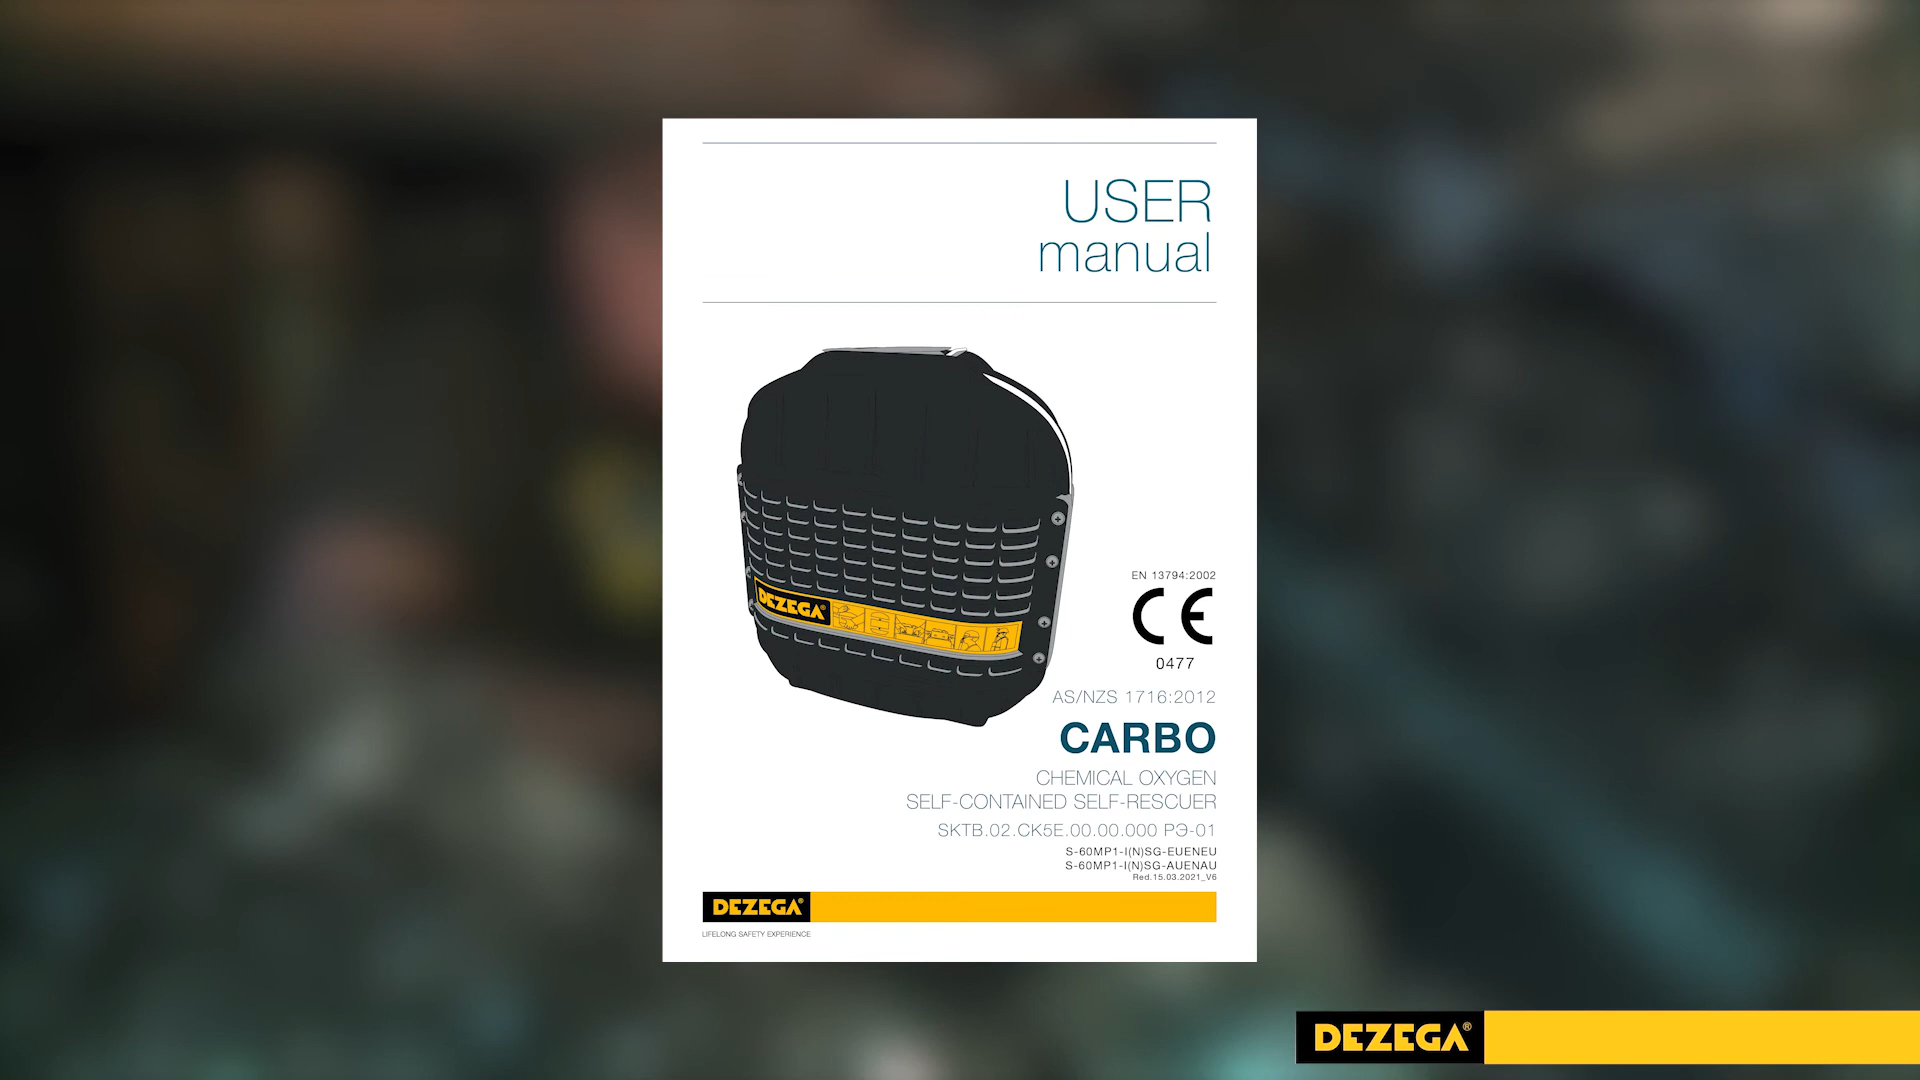 USER
manual
DEZEGA®
EN 13794:2002
CE
0477
AS/NZS 1716:2012
CARBO
CHEMICAL OXYGEN
SELF-CONTAINED SELF-RESCUER
SKTB.02.CK5E.00.00.000 РЭ-01
S-60MP1-I(N)SG-EUENEU
S-60MP1-I(N)SG-AUENAU
Red.15.03.2021_V6
DEZEGA®
LIFELONG SAFETY EXPERIENCE
DEZEGA®